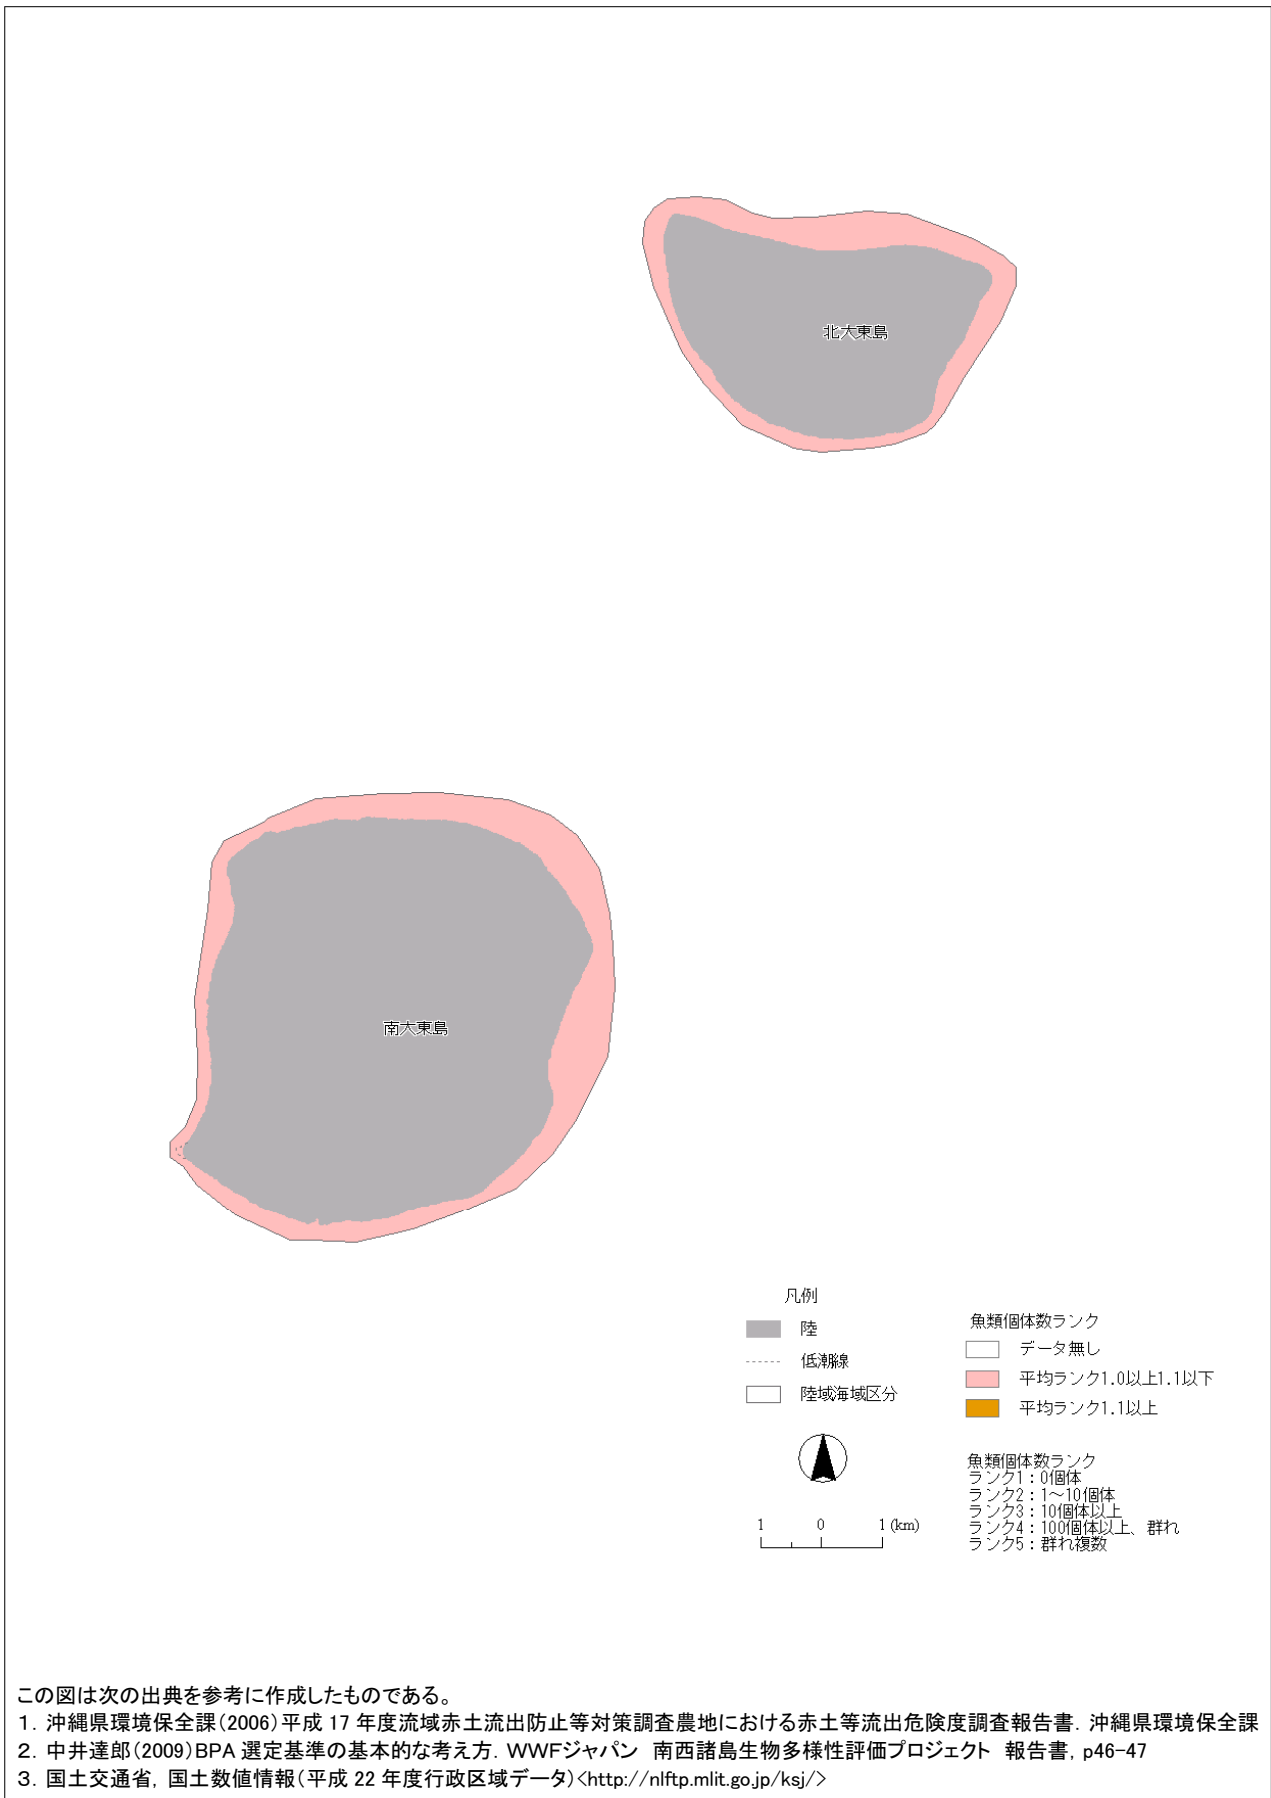 北大東島
南大東島
凡例
陸
低潮線
陸域海域区分
1 0 1 (km)
魚類個体数ランク
データ無し
平均ランク1.0以上1.1以下
平均ランク1.1以上
魚類個体数ランク
ランク1：0個体
ランク2：1～10個体
ランク3：10個体以上
ランク4：100個体以上、群れ
ランク5：群れ複数
この図は次の出典を参考に作成したものである。
1．沖縄県環境保全課（2006）平成 17 年度流域赤土流出防止等対策調査農地における赤土等流出危険度調査報告書．沖縄県環境保全課
2．中井達郎（2009）BPA 選定基準の基本的な考え方．WWFジャパン　南西諸島生物多様性評価プロジェクト　報告書，p46-47
3．国土交通省，国土数値情報（平成 22 年度行政区域データ）<http://nlftp.mlit.go.jp/ksj/>